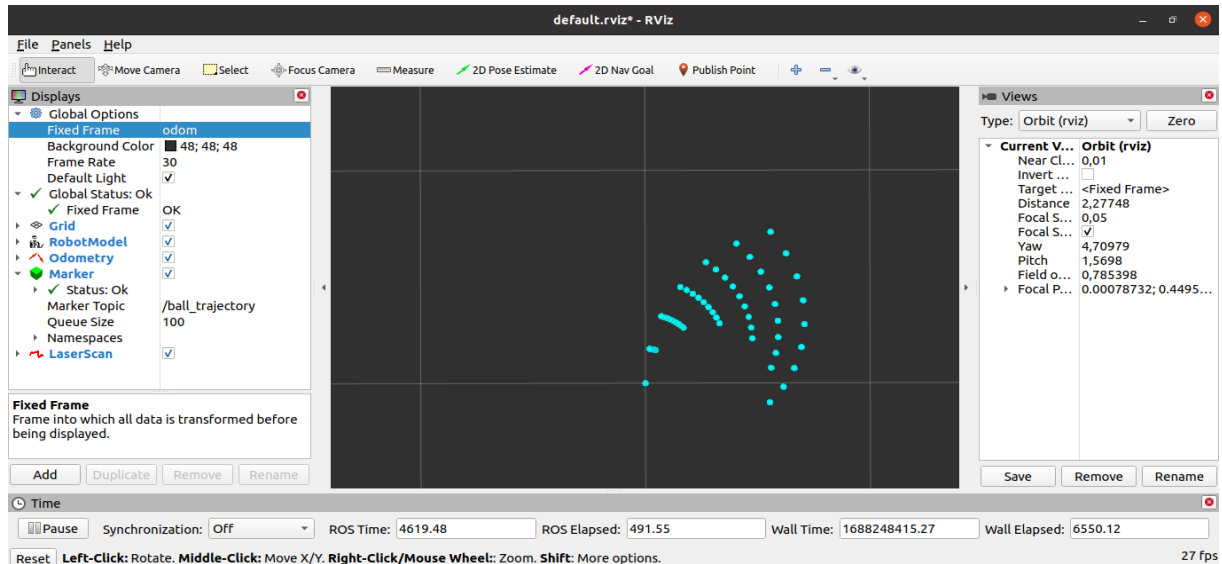 default.rviz* - RViz
File Panels Help
Interact Move Camera Select Focus Camera Measure 2D Pose Estimate 2D Nav Goal Publish Point
Displays
Global Options
Fixed Frame odom
Background Color 48; 48; 48
Frame Rate 30
Default Light
Global Status: Ok
Fixed Frame OK
Grid
RobotModel
Odometry
Marker
Status: Ok
Marker Topic /ball_trajectory
Queue Size 100
Namespaces
LaserScan
Fixed Frame
Frame into which all data is transformed before
being displayed.
Add Duplicate Remove Rename
Views
Type: Orbit (rviz) Zero
Current V... Orbit (rviz)
Near Cl... 0,01
Invert ...
Target ... <Fixed Frame>
Distance 2,27748
Focal S... 0,05
Focal S...
Yaw 4,70979
Pitch 1,5698
Field o... 0,785398
Focal P... 0.00078732; 0.4495...
Save Remove Rename
Time
Pause Synchronization: Off ROS Time: 4619.48 ROS Elapsed: 491.55 Wall Time: 1688248415.27 Wall Elapsed: 6550.12
Reset Left-Click: Rotate. Middle-Click: Move X/Y. Right-Click/Mouse Wheel:: Zoom. Shift: More options. 27 fps